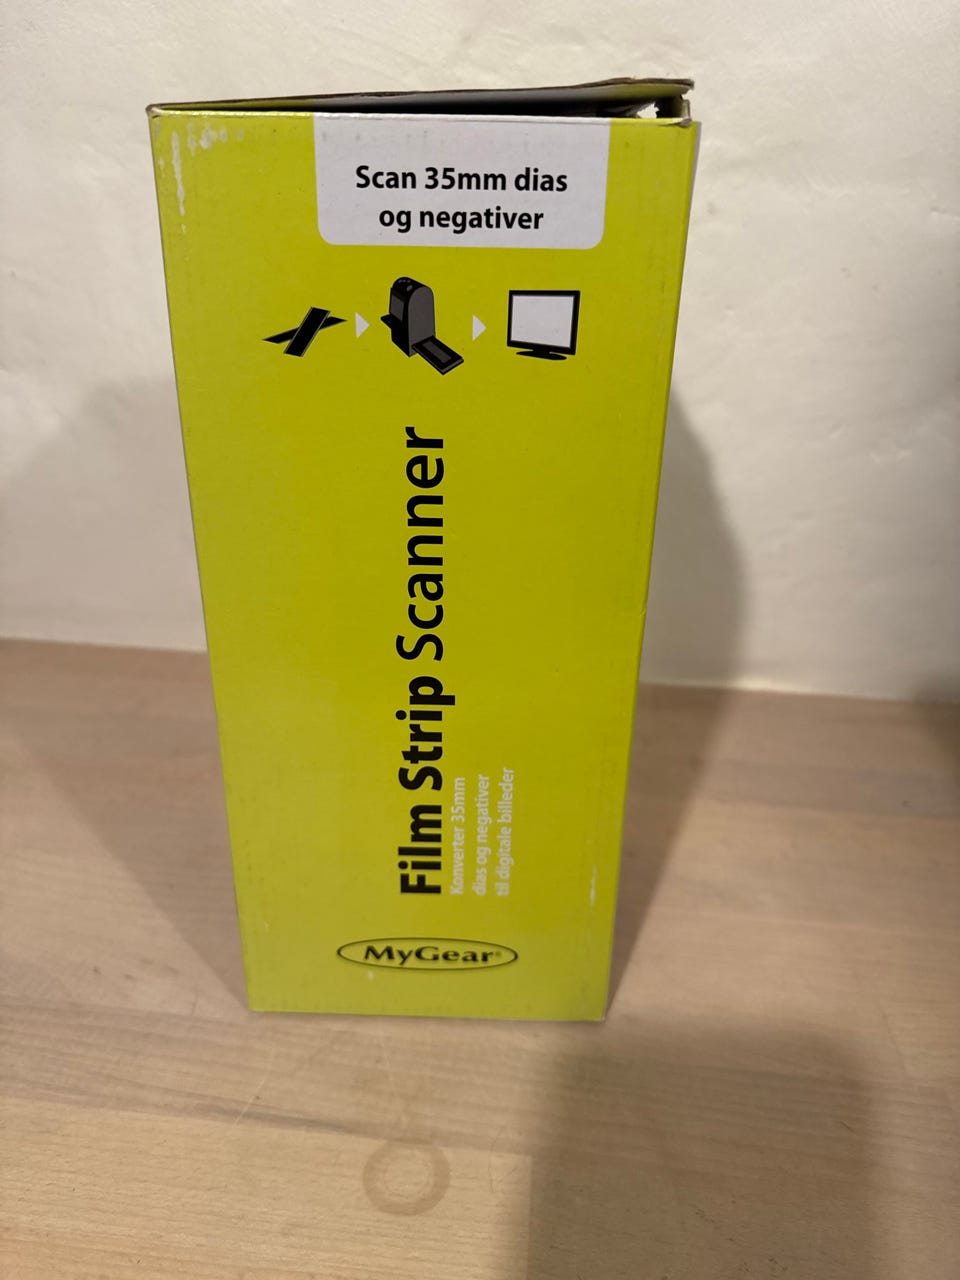 Scan 35mm dias
og negativer
Film Strip Scanner
Konverter 35mm
dias og negativer
til digitale billeder
MyGear®